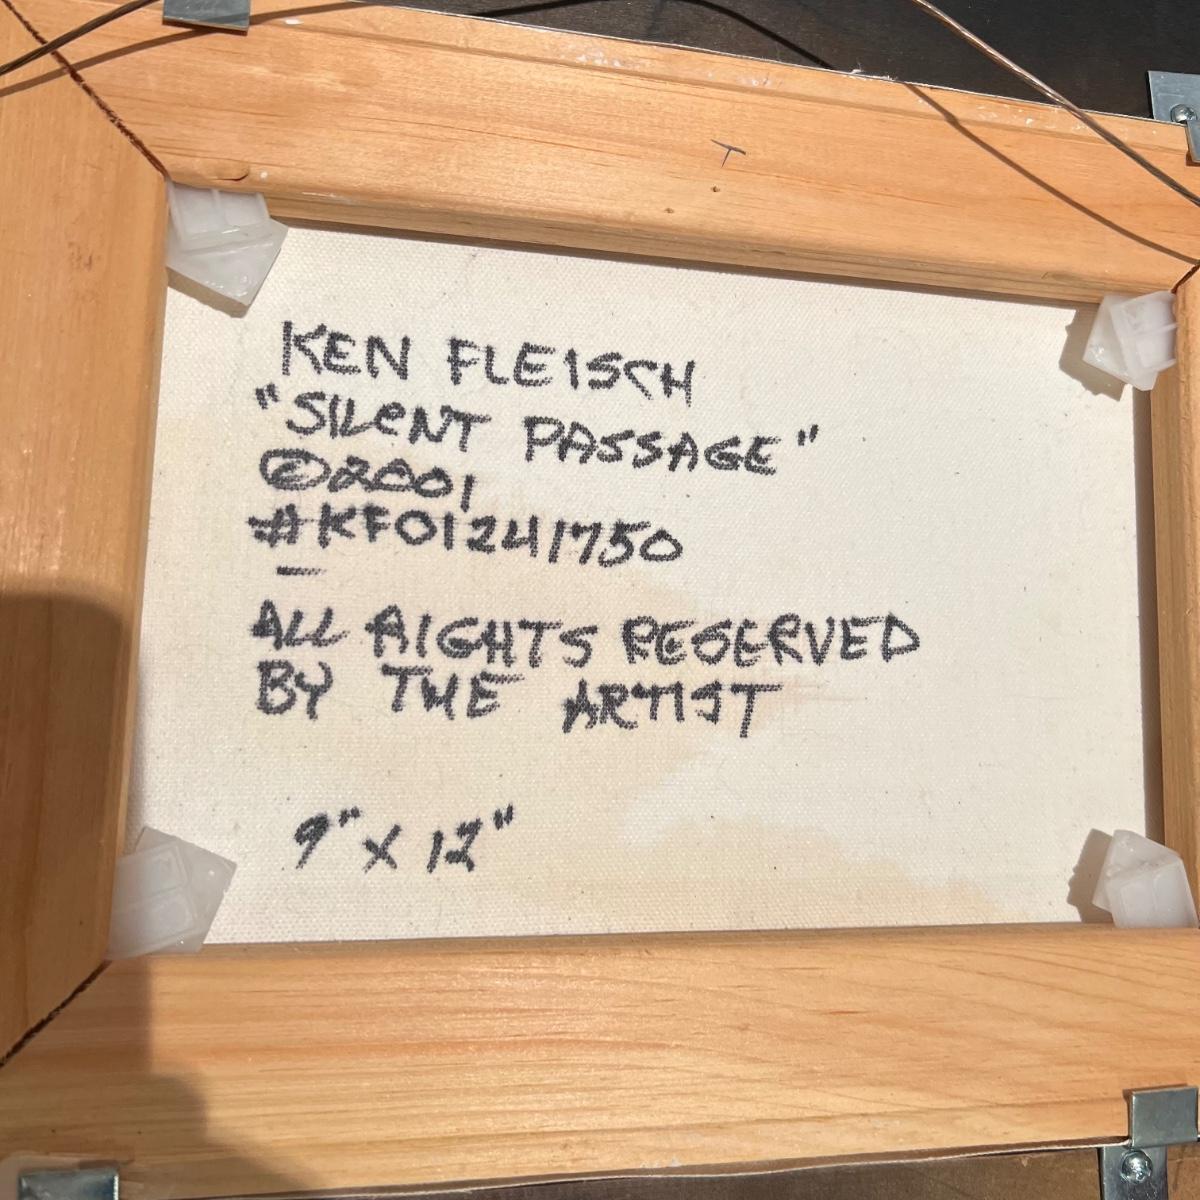 T
KEN FLEISCH
"SILENT PASSAGE"
©2001
#KF01241750
—
ALL RIGHTS RESERVED
BY THE ARTIST
9" X 12"